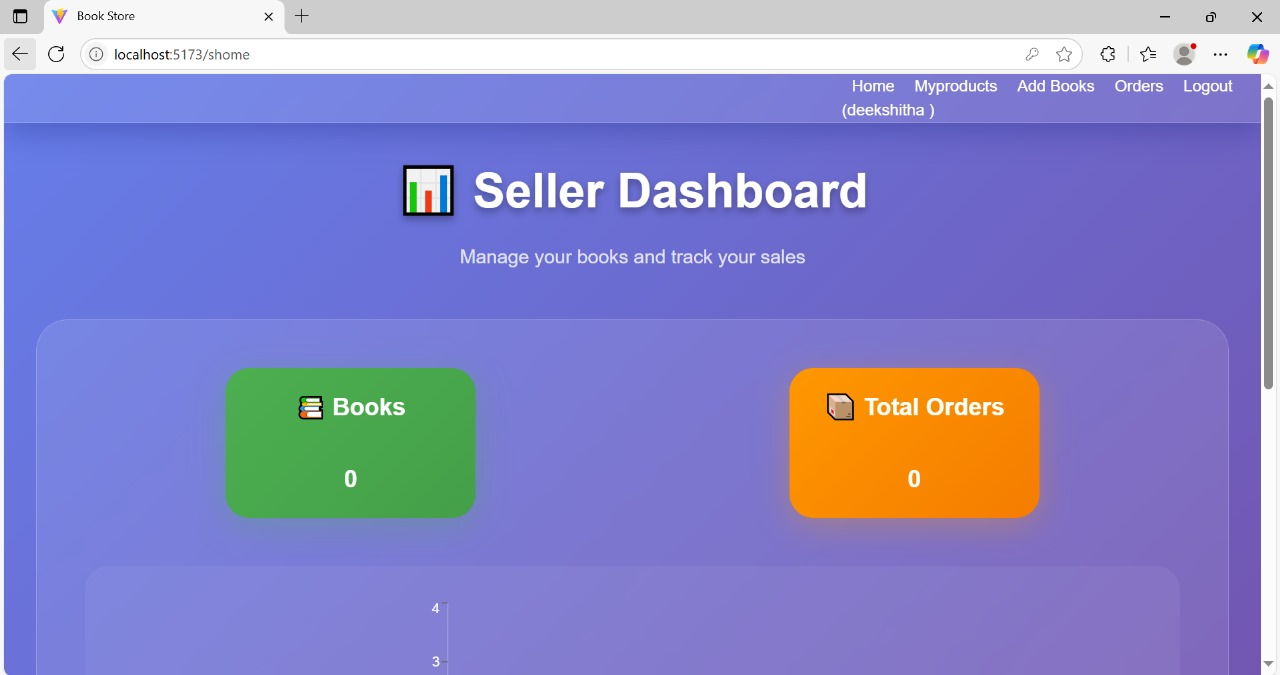 Book Store
localhost:5173/shome
Home Myproducts Add Books Orders Logout
(deekshitha )
📊 Seller Dashboard
Manage your books and track your sales
📚 Books
0
📦 Total Orders
0
4
3